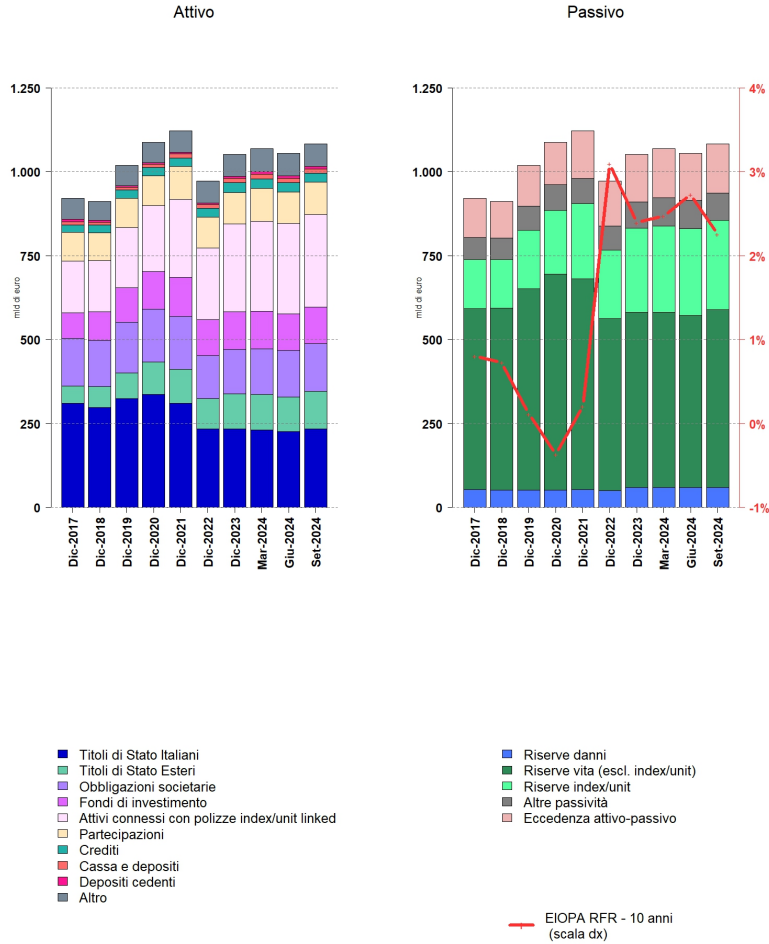 Attivo
1.250
1.000
750
500
250
0
mld di euro
Dic-2017
Dic-2018
Dic-2019
Dic-2020
Dic-2021
Dic-2022
Dic-2023
Mar-2024
Giu-2024
Set-2024
Titoli di Stato Italiani
Titoli di Stato Esteri
Obbligazioni societarie
Fondi di investimento
Attivi connessi con polizze index/unit linked
Partecipazioni
Crediti
Cassa e depositi
Depositi cedenti
Altro
Passivo
1.250
1.000
750
500
250
0
mld di euro
4%
3%
2%
1%
0%
-1%
Dic-2017
Dic-2018
Dic-2019
Dic-2020
Dic-2021
Dic-2022
Dic-2023
Mar-2024
Giu-2024
Set-2024
Riserve danni
Riserve vita (escl. index/unit)
Riserve index/unit
Altre passività
Eccedenza attivo-passivo
EIOPA RFR - 10 anni
(scala dx)